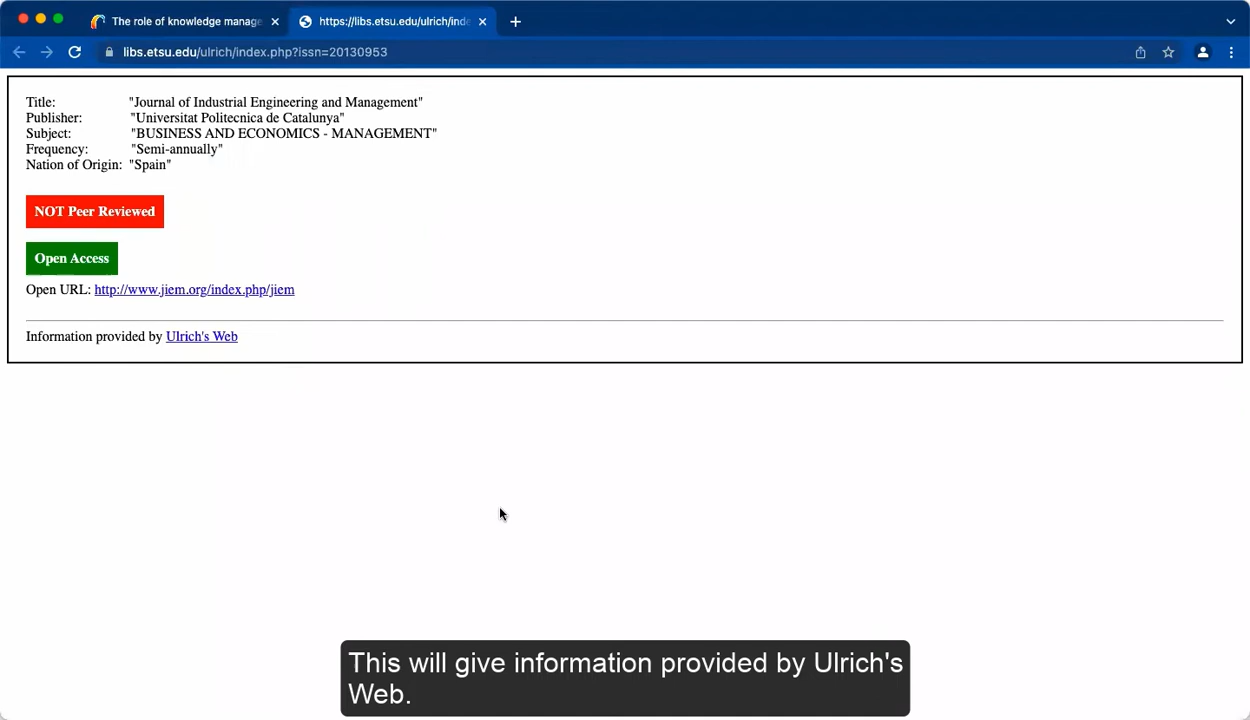 The role of knowledge manage
https://libs.etsu.edu/ulrich/inde
libs.etsu.edu/ulrich/index.php?issn=20130953
Title: "Journal of Industrial Engineering and Management"
Publisher: "Universitat Politecnica de Catalunya"
Subject: "BUSINESS AND ECONOMICS - MANAGEMENT"
Frequency: "Semi-annually"
Nation of Origin: "Spain"
NOT Peer Reviewed
Open Access
Open URL: http://www.jiem.org/index.php/jiem
Information provided by Ulrich's Web
This will give information provided by Ulrich's
Web.